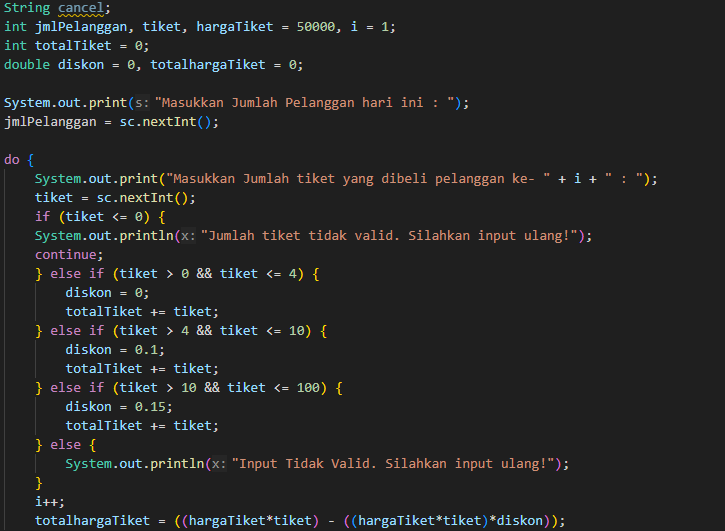 String cancel;
int jmlPelanggan, tiket, hargaTiket = 50000, i = 1;
int totalTiket = 0;
double diskon = 0, totalhargaTiket = 0;
System.out.print(s: "Masukkan Jumlah Pelanggan hari ini : ");
jmlPelanggan = sc.nextInt();
do {
System.out.print("Masukkan Jumlah tiket yang dibeli pelanggan ke- " + i + " : ");
tiket = sc.nextInt();
if (tiket <= 0) {
System.out.println(x: "Jumlah tiket tidak valid. Silahkan input ulang!");
continue;
} else if (tiket > 0 && tiket <= 4) {
diskon = 0;
totalTiket += tiket;
} else if (tiket > 4 && tiket <= 10) {
diskon = 0.1;
totalTiket += tiket;
} else if (tiket > 10 && tiket <= 100) {
diskon = 0.15;
totalTiket += tiket;
} else {
System.out.println(x: "Input Tidak Valid. Silahkan input ulang!");
}
i++;
totalhargaTiket = ((hargaTiket*tiket) - ((hargaTiket*tiket)*diskon));